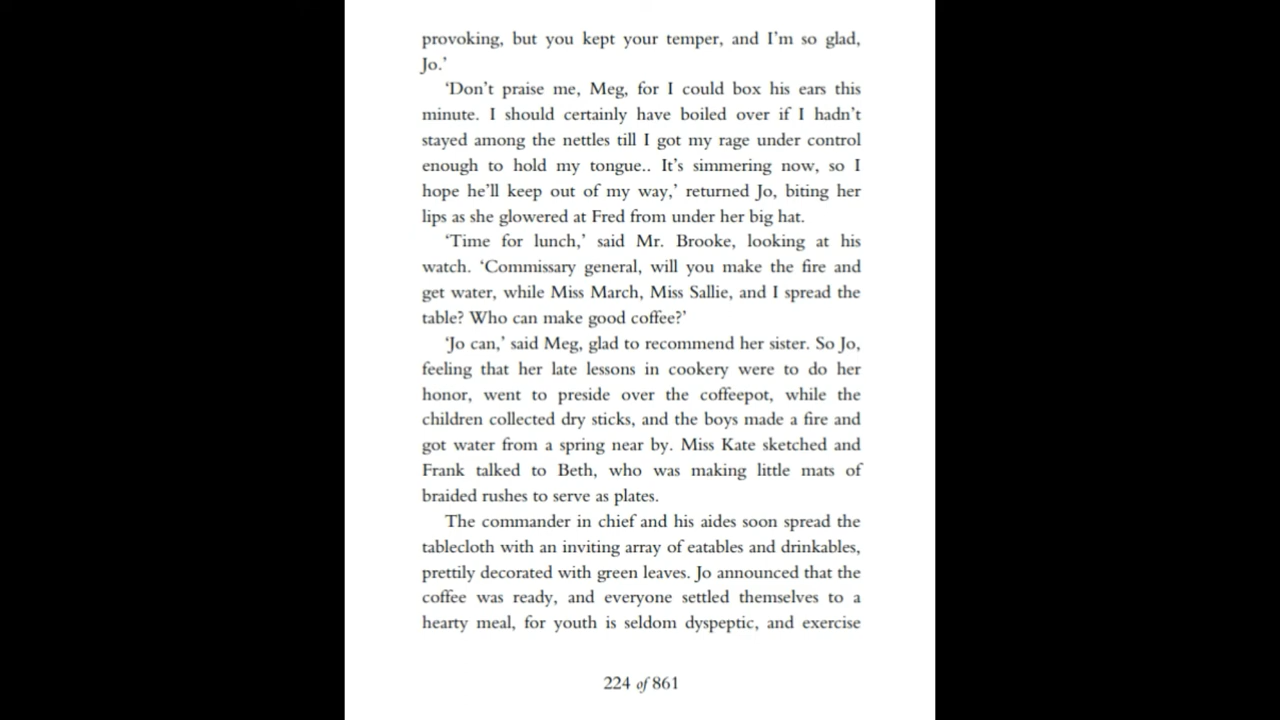 provoking, but you kept your temper, and I’m so glad,
Jo.’
‘Don’t praise me, Meg, for I could box his ears this
minute. I should certainly have boiled over if I hadn’t
stayed among the nettles till I got my rage under control
enough to hold my tongue.. It’s simmering now, so I
hope he’ll keep out of my way,’ returned Jo, biting her
lips as she glowered at Fred from under her big hat.
‘Time for lunch,’ said Mr. Brooke, looking at his
watch. ‘Commissary general, will you make the fire and
get water, while Miss March, Miss Sallie, and I spread the
table? Who can make good coffee?’
‘Jo can,’ said Meg, glad to recommend her sister. So Jo,
feeling that her late lessons in cookery were to do her
honor, went to preside over the coffeepot, while the
children collected dry sticks, and the boys made a fire and
got water from a spring near by. Miss Kate sketched and
Frank talked to Beth, who was making little mats of
braided rushes to serve as plates.
The commander in chief and his aides soon spread the
tablecloth with an inviting array of eatables and drinkables,
prettily decorated with green leaves. Jo announced that the
coffee was ready, and everyone settled themselves to a
hearty meal, for youth is seldom dyspeptic, and exercise
224 of 861